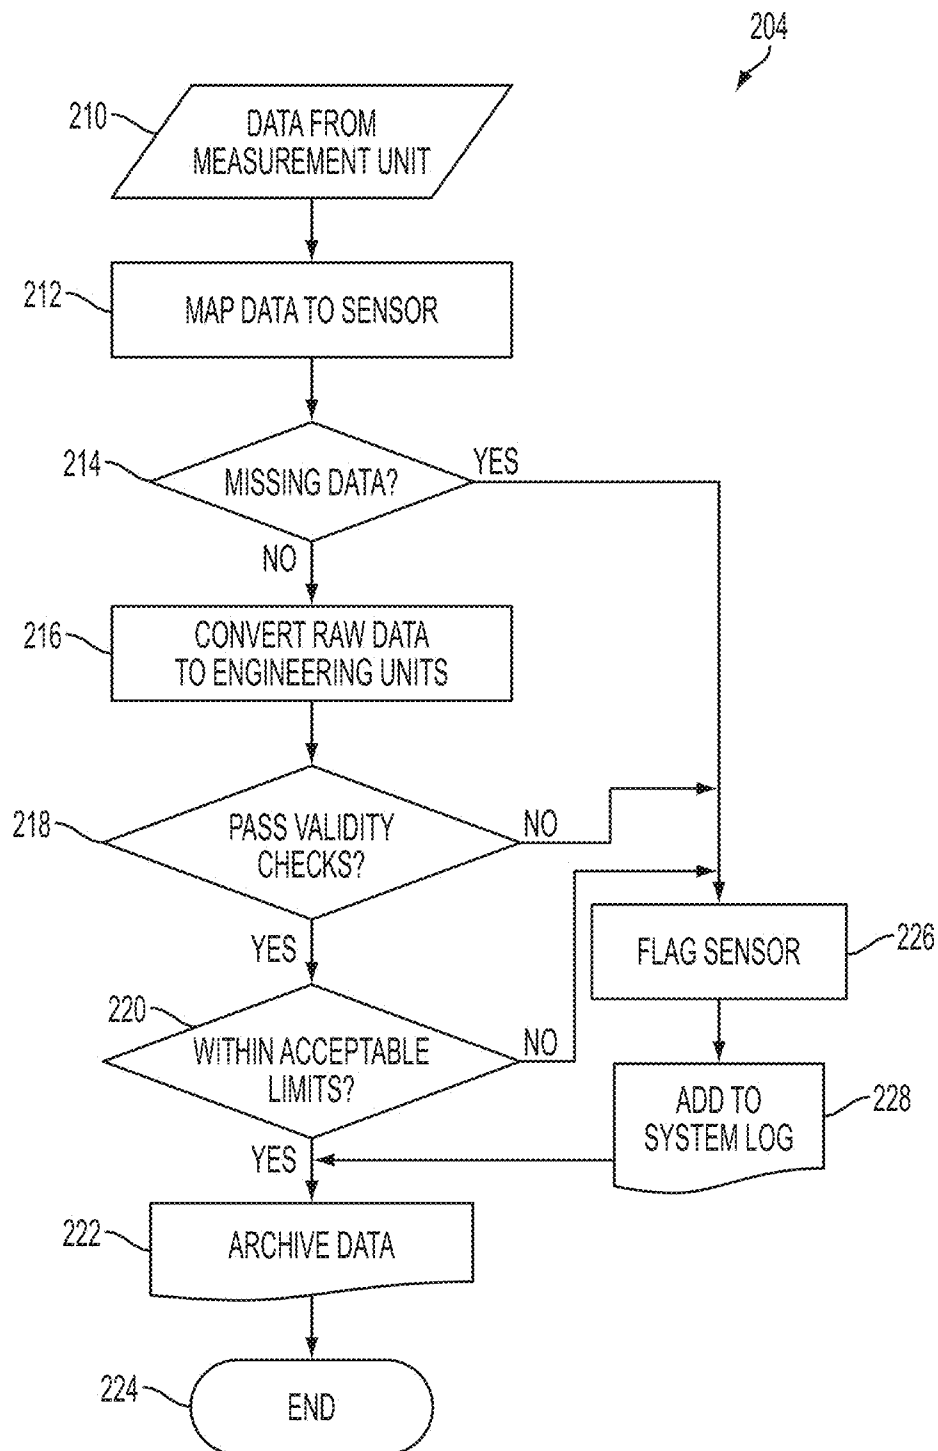 204
210
DATA FROM
MEASUREMENT UNIT
212
MAP DATA TO SENSOR
214
MISSING DATA?
YES
NO
216
CONVERT RAW DATA
TO ENGINEERING UNITS
218
PASS VALIDITY
CHECKS?
NO
YES
226
FLAG SENSOR
220
WITHIN ACCEPTABLE
LIMITS?
NO
YES
228
ADD TO
SYSTEM LOG
222
ARCHIVE DATA
224
END